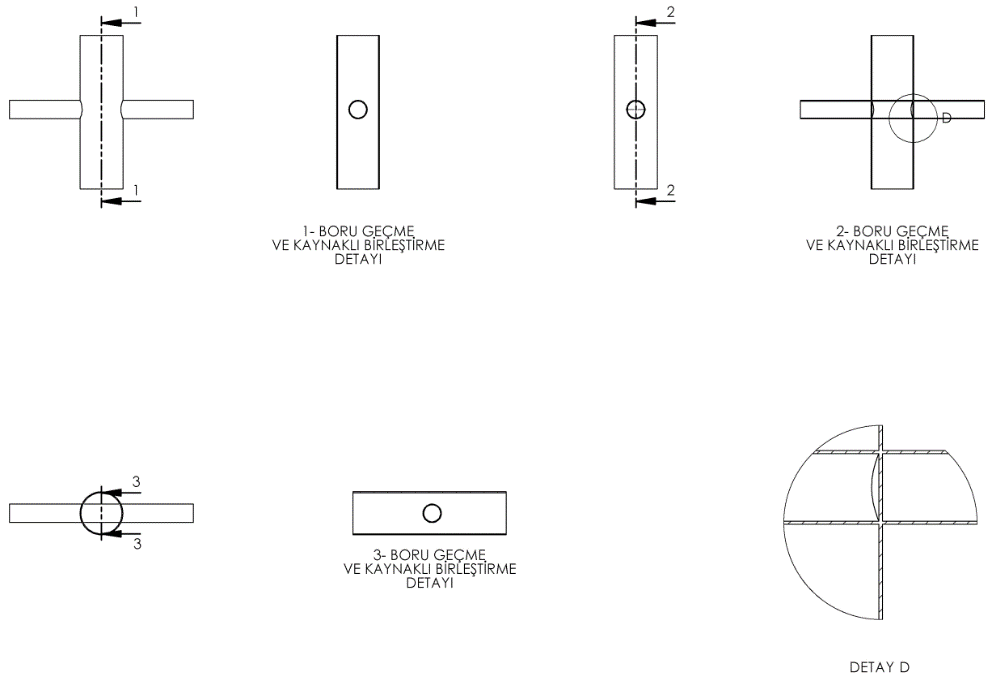 1
2
1
2
D
1- BORU GEÇME
VE KAYNAKLI BİRLEŞTİRME
DETAYI
2- BORU GEÇME
VE KAYNAKLI BİRLEŞTİRME
DETAYI
3
3
3- BORU GEÇME
VE KAYNAKLI BİRLEŞTİRME
DETAYI
DETAY D